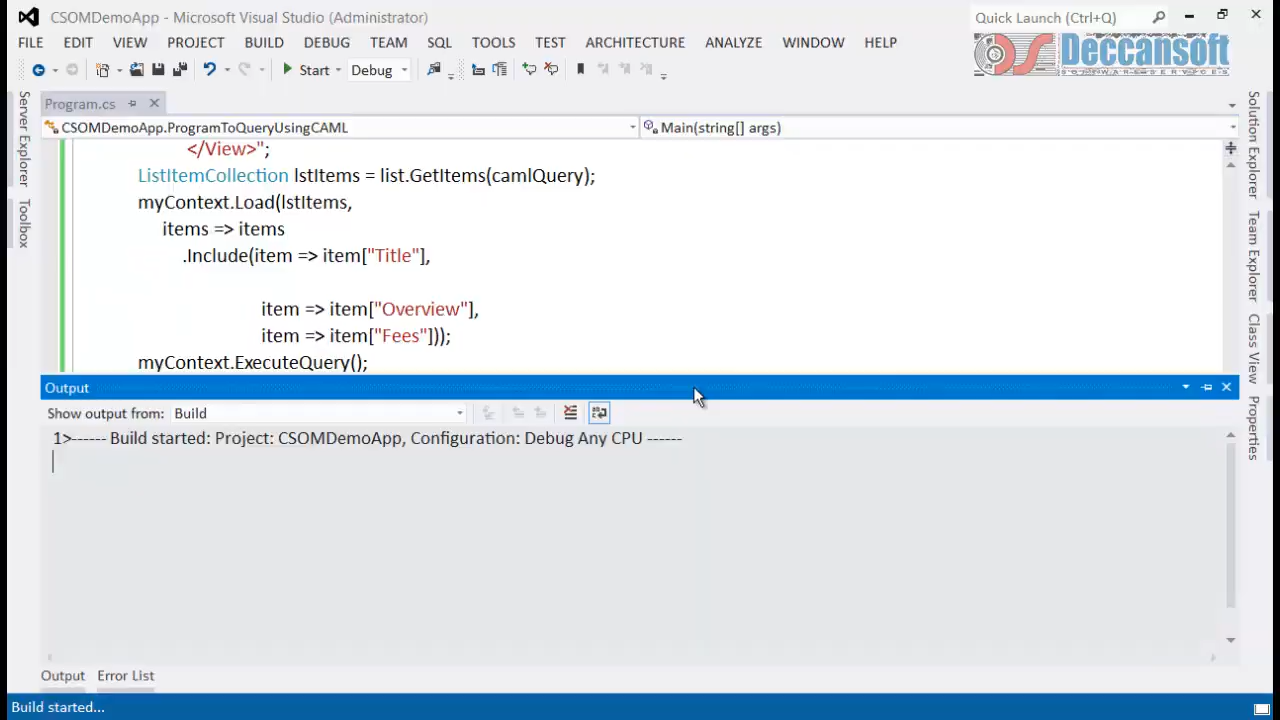 CSOMDemoApp - Microsoft Visual Studio (Administrator)
Quick Launch (Ctrl+Q)
FILE EDIT VIEW PROJECT BUILD DEBUG TEAM SQL TOOLS TEST ARCHITECTURE ANALYZE WINDOW HELP
Deccansoft
SOFTWARE SERVICES
Start Debug
Program.cs
CSOMDemoApp.ProgramToQueryUsingCAML
Main(string[] args)
</View>";
ListItemCollection lstItems = list.GetItems(camlQuery);
myContext.Load(lstItems,
items => items
.Include(item => item["Title"],
item => item["Overview"],
item => item["Fees"]));
myContext.ExecuteQuery();
Output
Show output from: Build
1>------ Build started: Project: CSOMDemoApp, Configuration: Debug Any CPU ------
Output Error List
Build started...
Server Explorer
Toolbox
Solution Explorer
Team Explorer
Class View
Properties